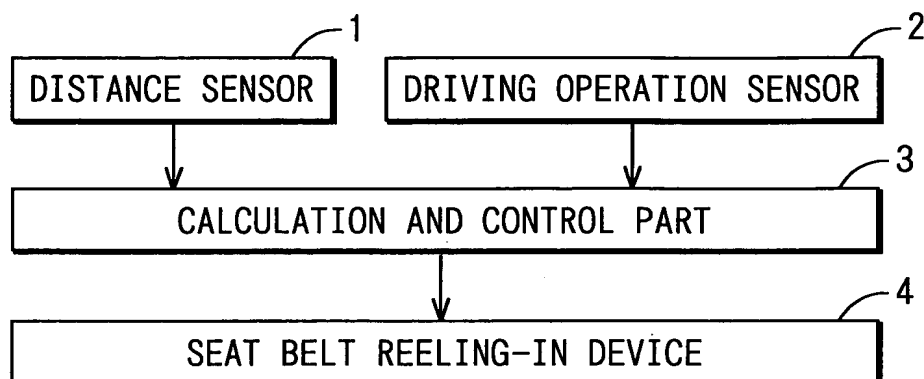 1
2
DISTANCE SENSOR
DRIVING OPERATION SENSOR
3
CALCULATION AND CONTROL PART
4
SEAT BELT REELING-IN DEVICE